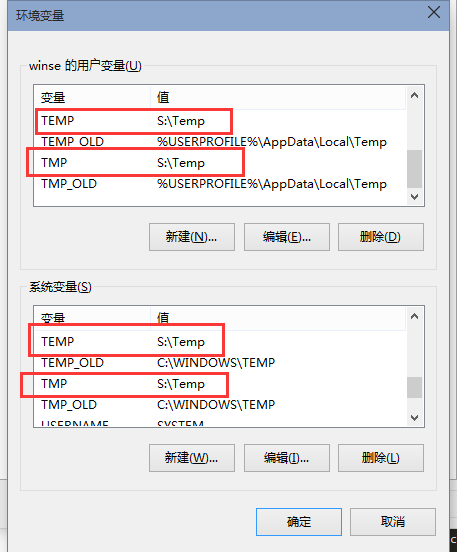 环境变量
winse 的用户变量(U)
变量 值
TEMP S:\Temp
TEMP_OLD %USERPROFILE%\AppData\Local\Temp
TMP S:\Temp
TMP_OLD %USERPROFILE%\AppData\Local\Temp
新建(N)... 编辑(E)... 删除(D)
系统变量(S)
变量 值
TEMP S:\Temp
TEMP_OLD C:\WINDOWS\TEMP
TMP S:\Temp
TMP_OLD C:\WINDOWS\TEMP
USERNAME SYSTEM
新建(W)... 编辑(I)... 删除(L)
确定 取消
c